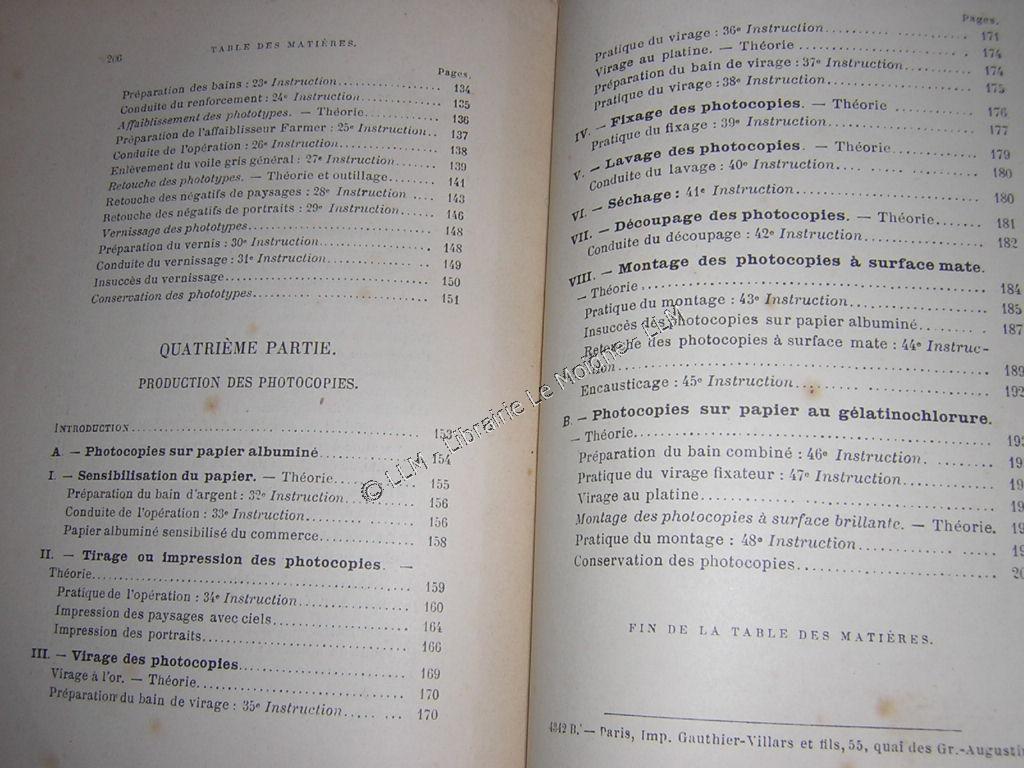 206 TABLE DES MATIÈRES.
Pages.
Préparation des bains : 23e Instruction.................. 134
Conduite du renforcement : 24e Instruction.................. 135
Affaiblissement des phototypes. — Théorie.................. 136
Préparation de l'affaiblisseur Farmer : 25e Instruction.. 137
Conduite de l'opération : 26e Instruction.................. 138
Enlèvement du voile gris général : 27e Instruction........ 139
Retouche des phototypes. — Théorie et outillage........ 141
Retouche des négatifs de paysages : 28e Instruction .... 143
Retouche des négatifs de portraits : 29e Instruction...... 146
Vernissage des phototypes.................. 148
Préparation du vernis : 30e Instruction.................. 148
Conduite du vernissage : 31e Instruction.................. 149
Insuccès du vernissage.................. 150
Conservation des phototypes.................. 151
QUATRIÈME PARTIE.
PRODUCTION DES PHOTOCOPIES.
INTRODUCTION.................. 153
A. — Photocopies sur papier albuminé.................. 154
I. — Sensibilisation du papier. — Théorie.................. 155
Préparation du bain d'argent : 32e Instruction.................. 156
Conduite de l'opération : 33e Instruction.................. 156
Papier albuminé sensibilisé du commerce.................. 158
II. — Tirage ou impression des photocopies. —
Théorie.................. 159
Pratique de l'opération : 34e Instruction.................. 160
Impression des paysages avec ciels.................. 164
Impression des portraits.................. 166
III. — Virage des photocopies.................. 169
Virage à l'or. — Théorie.................. 170
Préparation du bain de virage : 35e Instruction..... ... 170
Pages.
Pratique du virage : 36e Instruction.................. 171
Virage au platine. — Théorie .................. 174
Préparation du bain de virage : 37e Instruction.......... 174
Pratique du virage : 38e Instruction.................. 175
IV. — Fixage des photocopies. — Théorie .......... 176
Pratique du fixage : 39e Instruction.................. 177
V. — Lavage des photocopies. — Théorie.......... 179
Conduite du lavage : 40e Instruction.................. 180
VI. — Séchage : 41e Instruction.................. 180
VII. — Découpage des photocopies. — Théorie...... 181
Conduite du découpage : 42e Instruction.................. 182
VIII. — Montage des photocopies à surface mate.
— Théorie.................. 184
Pratique du montage : 43e Instruction.................. 185
Insuccès des photocopies sur papier albuminé.......... 187
Retouche des photocopies à surface mate : 44e Instruc-
tion.................. 189
Encausticage : 45e Instruction.................. 192
B. — Photocopies sur papier au gélatinochlorure.
— Théorie..................
Préparation du bain combiné : 46e Instruction. ........
Pratique du virage fixateur : 47e Instruction..........
Virage au platine..................
Montage des photocopies à surface brillante. — Théorie.
Pratique du montage : 48e Instruction..................
Conservation des photocopies..................
FIN DE LA TABLE DES MATIÈRES.
4342 B. — Paris, Imp. Gauthier-Villars et fils, 55, quai des Gr.-Augustin
© LLM - Librairie Le Moione - LLM